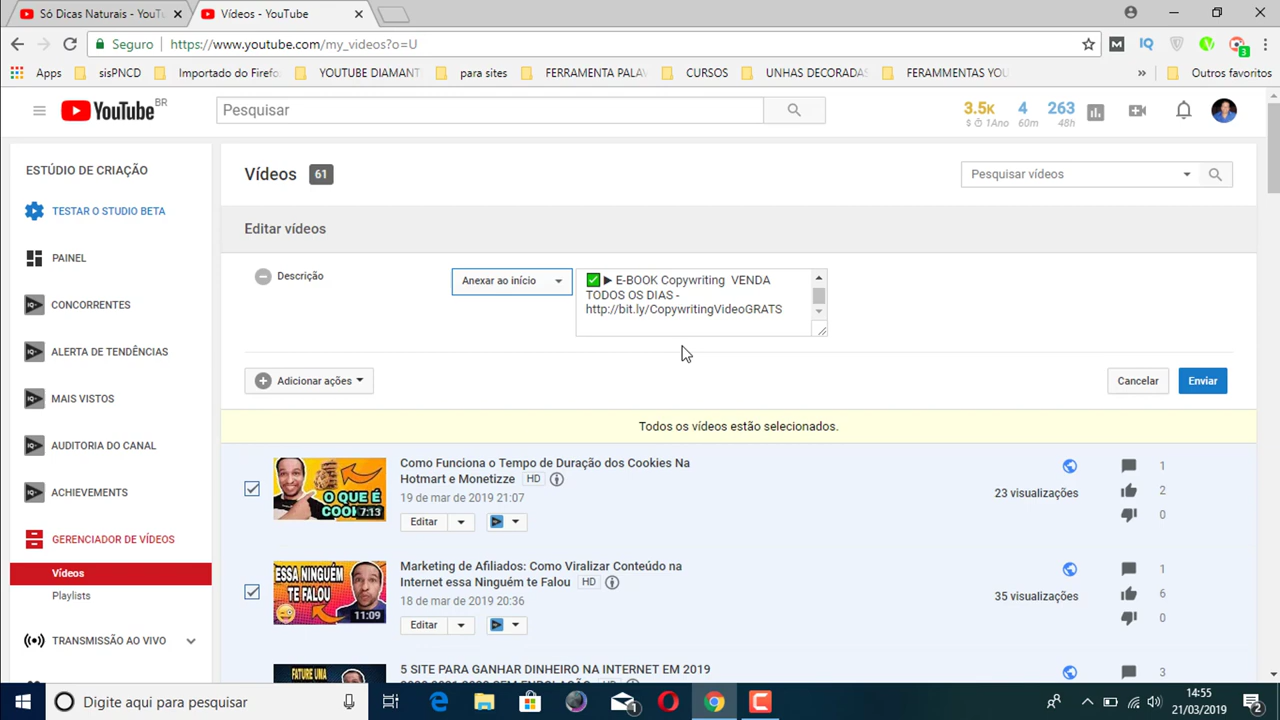 Só Dicas Naturais - YouTu
Vídeos - YouTube
Seguro
https://www.youtube.com/my_videos?o=U
Apps
sisPNCD
Importado do Firefo
YOUTUBE DIAMANT
para sites
FERRAMENTA PALAV
CURSOS
UNHAS DECORADAS
FERAMMENTAS YOU
»
Outros favoritos
YouTube BR
Pesquisar
3.5K
$ 1Ano
4
60m
263
48h
ESTÚDIO DE CRIAÇÃO
TESTAR O STUDIO BETA
PAINEL
CONCORRENTES
ALERTA DE TENDÊNCIAS
MAIS VISTOS
AUDITORIA DO CANAL
ACHIEVEMENTS
GERENCIADOR DE VÍDEOS
Vídeos
Playlists
TRANSMISSÃO AO VIVO
Vídeos 61
Pesquisar vídeos
Editar vídeos
Descrição
Anexar ao início
✅ ▶ E-BOOK Copywriting VENDA
TODOS OS DIAS -
http://bit.ly/CopywritingVideoGRATS
Adicionar ações
Cancelar
Enviar
Todos os vídeos estão selecionados.
O QUE É
COOK
7:13
Como Funciona o Tempo de Duração dos Cookies Na
Hotmart e Monetizze HD
19 de mar de 2019 21:07
Editar
23 visualizações
1
2
0
ESSA NINGUÉM
TE FALOU
11:09
Marketing de Afiliados: Como Viralizar Conteúdo na
Internet essa Ninguém te Falou HD
18 de mar de 2019 20:36
Editar
35 visualizações
1
6
0
FATURE UNA
5 SITE PARA GANHAR DINHEIRO NA INTERNET EM 2019
3
Digite aqui para pesquisar
1
14:55
21/03/2019
2